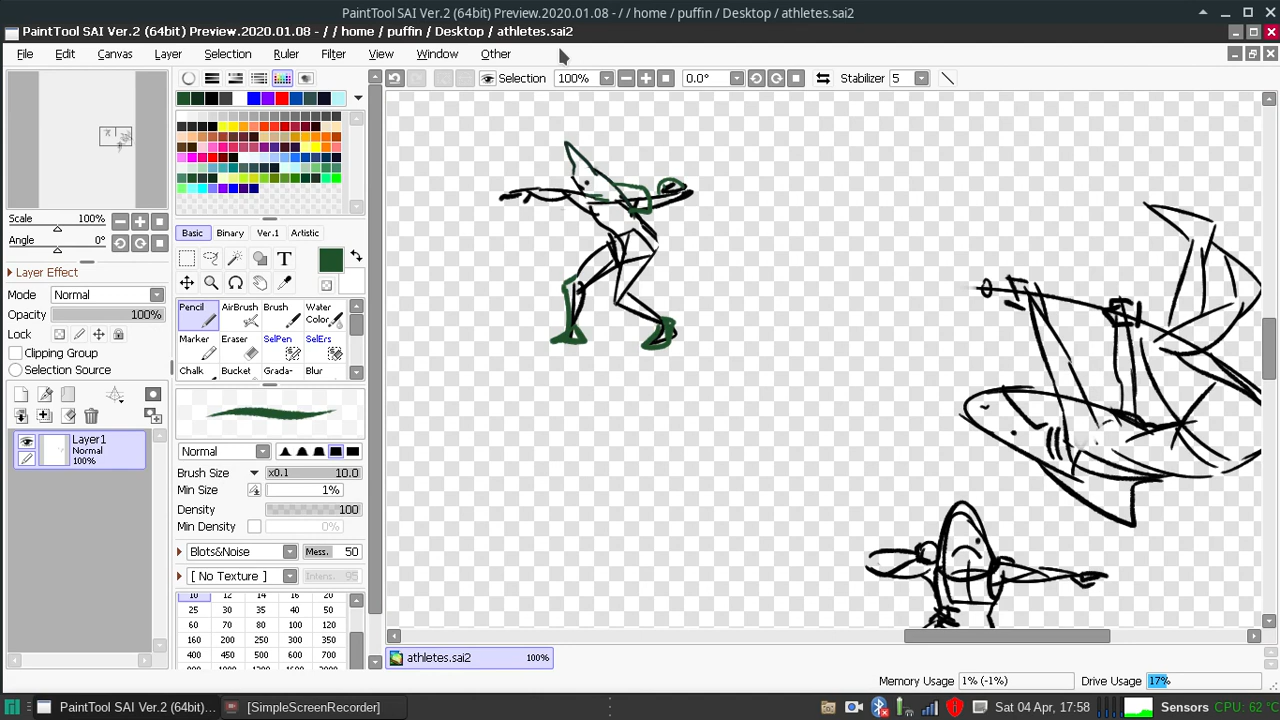 PaintTool SAI Ver.2 (64bit) Preview.2020.01.08 - / / home / puffin / Desktop / athletes.sai2
PaintTool SAI Ver.2 (64bit) Preview.2020.01.08 - / / home / puffin / Desktop / athletes.sai2
File Edit Canvas Layer Selection Ruler Filter View Window Other
Selection 100% 0.0° Stabilizer 5
Scale 100%
Angle 0°
Layer Effect
Mode Normal
Opacity 100%
Lock
Clipping Group
Selection Source
Layer1
Normal
100%
Basic Binary Ver.1 Artistic
T
Pencil AirBrush Brush Water Color
Marker Eraser SelPen SelErs
Chalk Bucket Grada- Blur
Normal
Brush Size x0.1 10.0
Min Size 1%
Density 100
Min Density 0%
Blots&Noise Mess. 50
[ No Texture ] Intens. 95
10 12 14 16 20
25 30 35 40 50
60 70 80 100 120
160 200 250 300 350
400 450 500 600 700
athletes.sai2 100%
Memory Usage 1% (-1%) Drive Usage 17%
PaintTool SAI Ver.2 (64bit)... [SimpleScreenRecorder] Sat 04 Apr, 17:58 Sensors CPU: 62 °C